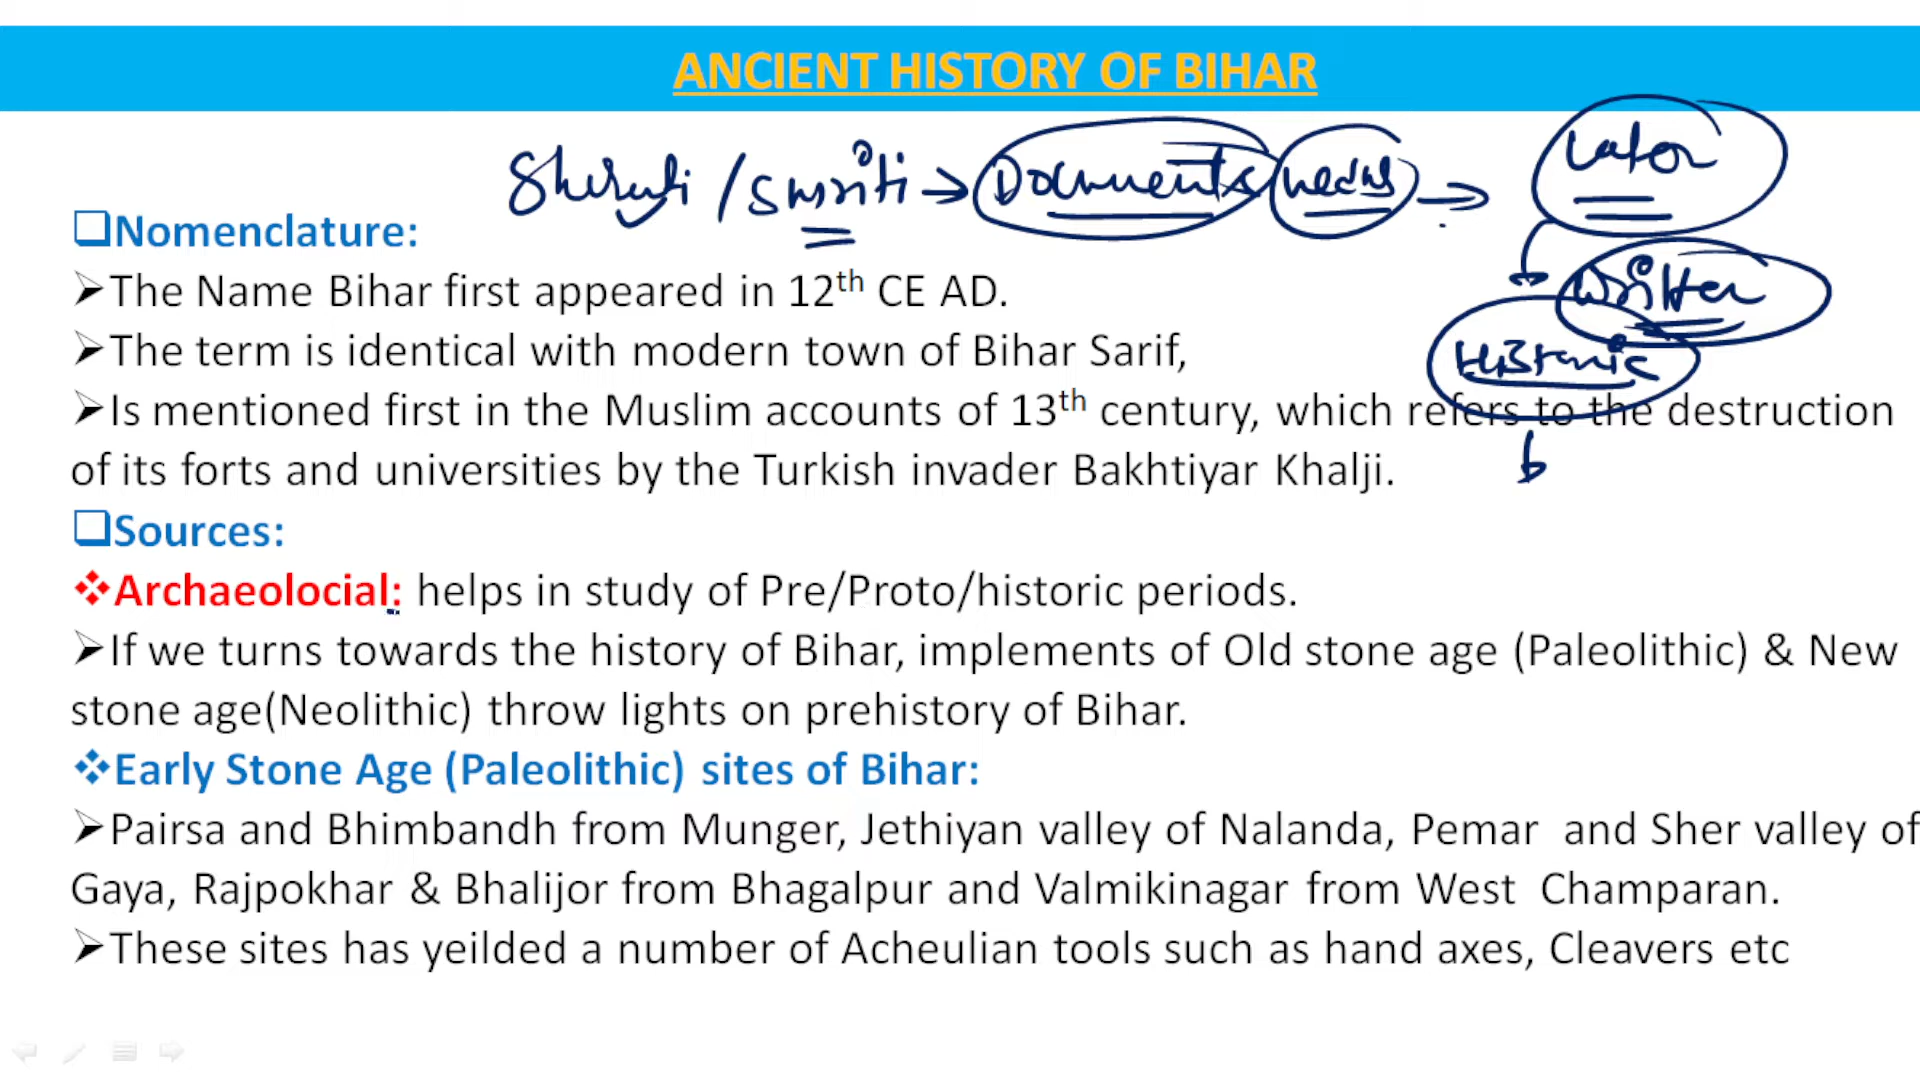 ANCIENT HISTORY OF BIHAR
Shruti / Smriti → Documents → Later
Written
Historic
❑Nomenclature:
➢The Name Bihar first appeared in 12th CE AD.
➢The term is identical with modern town of Bihar Sarif,
➢Is mentioned first in the Muslim accounts of 13th century, which refers to the destruction
of its forts and universities by the Turkish invader Bakhtiyar Khalji.
❑Sources:
❖Archaeolocial: helps in study of Pre/Proto/historic periods.
➢If we turns towards the history of Bihar, implements of Old stone age (Paleolithic) & New
stone age(Neolithic) throw lights on prehistory of Bihar.
❖Early Stone Age (Paleolithic) sites of Bihar:
➢Pairsa and Bhimbandh from Munger, Jethiyan valley of Nalanda, Pemar and Sher valley of
Gaya, Rajpokhar & Bhalijor from Bhagalpur and Valmikinagar from West Champaran.
➢These sites has yeilded a number of Acheulian tools such as hand axes, Cleavers etc